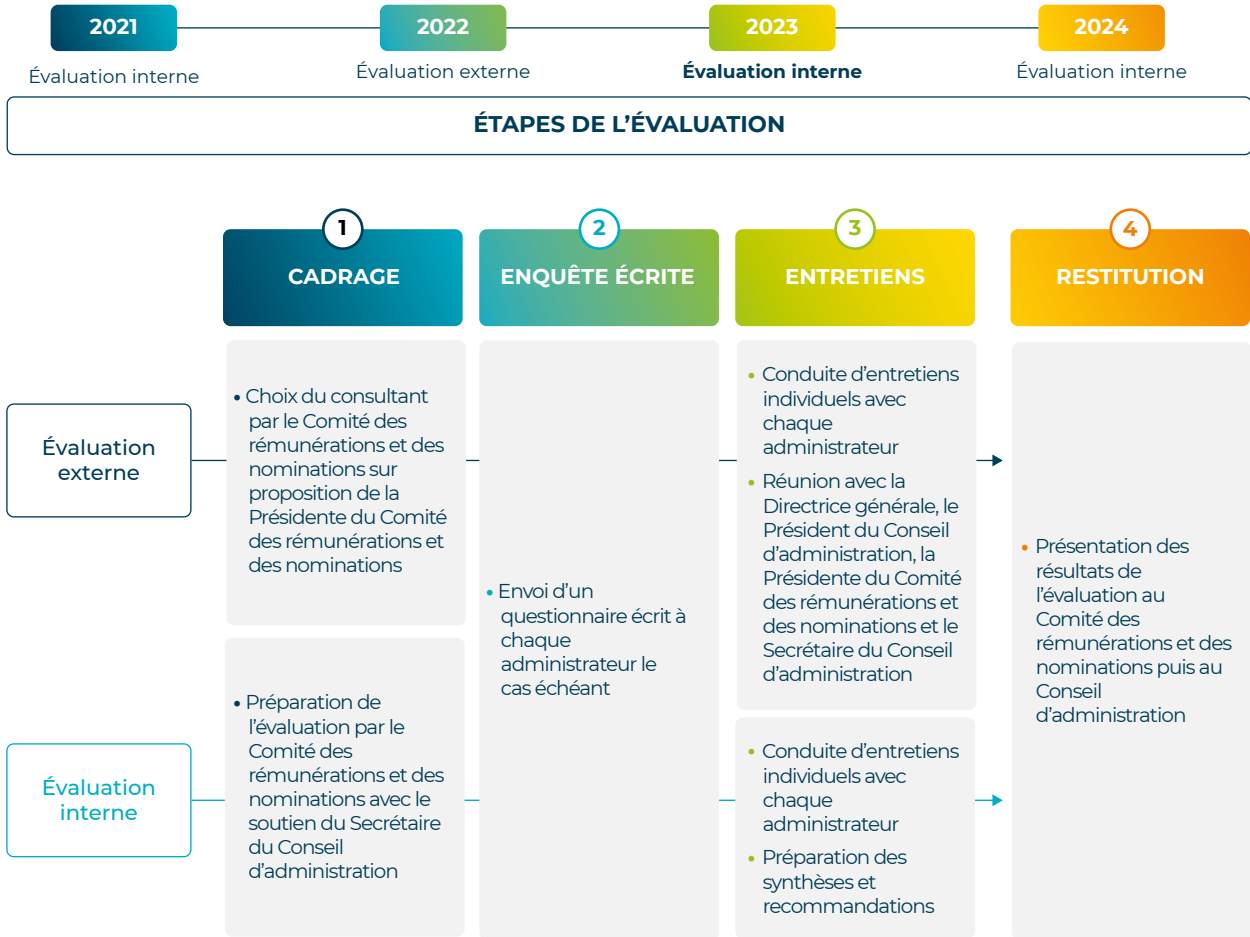 2021
2022
2023
2024
Évaluation interne
Évaluation externe
Évaluation interne
Évaluation interne
ÉTAPES DE L’ÉVALUATION
1
CADRAGE
2
ENQUÊTE ÉCRITE
3
ENTRETIENS
4
RESTITUTION
Évaluation
externe
• Choix du consultant
par le Comité des
rémunérations et des
nominations sur
proposition de la
Présidente du Comité
des rémunérations et
des nominations
• Envoi d’un
questionnaire écrit à
chaque
administrateur le
cas échéant
• Conduite d’entretiens
individuels avec
chaque
administrateur
• Réunion avec la
Directrice générale, le
Président du Conseil
d’administration, la
Présidente du Comité
des rémunérations et
des nominations et le
Secrétaire du Conseil
d’administration
• Présentation des
résultats de
l’évaluation au
Comité des
rémunérations et des
nominations puis au
Conseil
d’administration
Évaluation
interne
• Préparation de
l’évaluation par le
Comité des
rémunérations et des
nominations avec le
soutien du Secrétaire
du Conseil
d’administration
• Conduite d’entretiens
individuels avec
chaque
administrateur
• Préparation des
synthèses et
recommandations